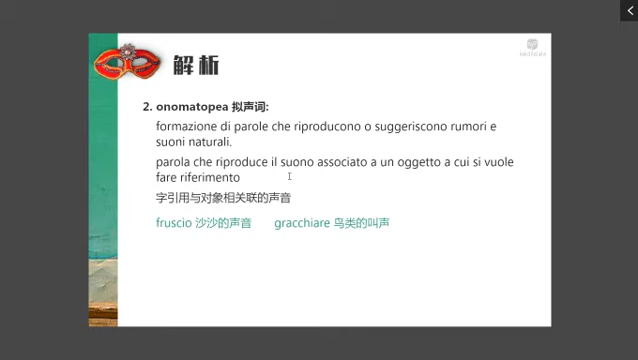 解析
2. onomatopea 拟声词:
formazione di parole che riproducono o suggeriscono rumori e
suoni naturali.
parola che riproduce il suono associato a un oggetto a cui si vuole
fare riferimento
字引用与对象相关联的声音
fruscio 沙沙的声音 gracchiare 鸟类的叫声